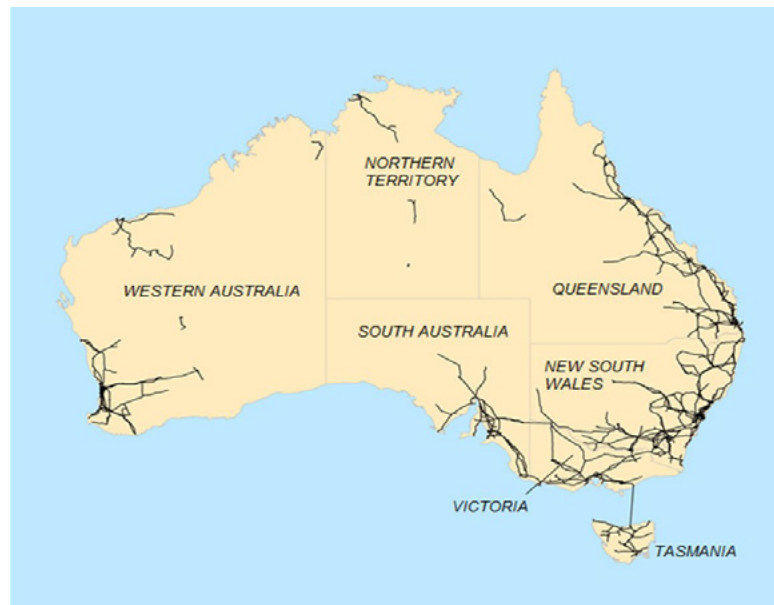 NORTHERN
TERRITORY
WESTERN AUSTRALIA
QUEENSLAND
SOUTH AUSTRALIA
NEW SOUTH
WALES
VICTORIA
TASMANIA